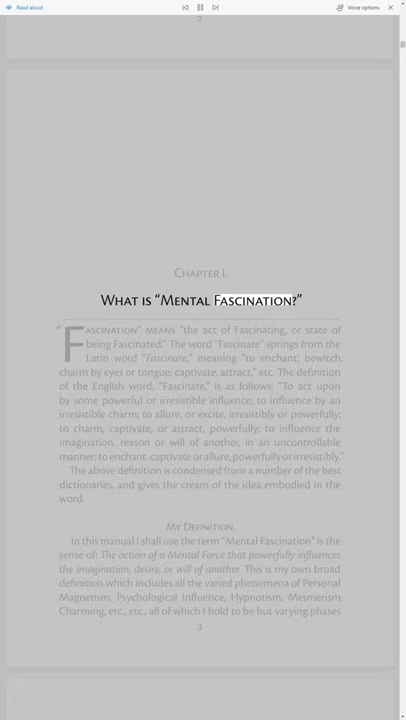 Read aloud
Voice options
2
Chapter I.
What is “Mental Fascination?”
“Fascination” means “the act of Fascinating, or state of
being Fascinated.” The word “Fascinate” springs from the
Latin word “Fascinare,” meaning “to enchant; bewitch,
charm by eyes or tongue; captivate, attract,” etc. The definition
of the English word, “Fascinate,” is as follows: “To act upon
by some powerful or irresistible influence; to influence by an
irresistible charm; to allure, or excite, irresistibly or powerfully;
to charm, captivate, or attract, powerfully; to influence the
imagination, reason or will of another, in an uncontrollable
manner; to enchant, captivate or allure, powerfully or irresistibly.”
The above definition is condensed from a number of the best
dictionaries, and gives the cream of the idea embodied in the
word.
My Definition.
In this manual I shall use the term “Mental Fascination” is the
sense of: The action of a Mental Force that powerfully influences
the imagination, desire, or will of another. This is my own broad
definition which includes all the varied phenomena of Personal
Magnetism, Psychological Influence, Hypnotism, Mesmerism,
Charming, etc., etc., all of which I hold to be but varying phases
3